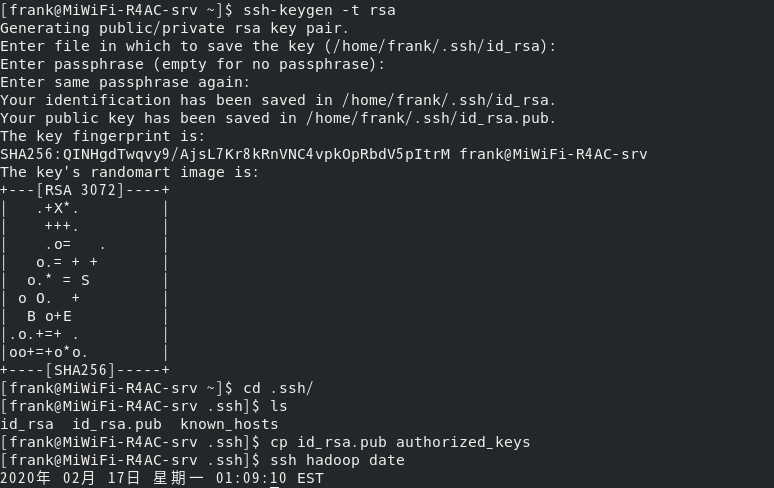 [frank@MiWiFi-R4AC-srv ~]$ ssh-keygen -t rsa
Generating public/private rsa key pair.
Enter file in which to save the key (/home/frank/.ssh/id_rsa):
Enter passphrase (empty for no passphrase):
Enter same passphrase again:
Your identification has been saved in /home/frank/.ssh/id_rsa.
Your public key has been saved in /home/frank/.ssh/id_rsa.pub.
The key fingerprint is:
SHA256:QINHgdTwqvy9/AjsL7Kr8kRnVNC4vpkOpRbdV5pItrM frank@MiWiFi-R4AC-srv
The key's randomart image is:
+---[RSA 3072]----+
|   .+X*.         |
|    +++.         |
|    .o=   .      |
|   o.= + +       |
|  o.* = S        |
| o O.  +         |
|  B o+E          |
|.o.+=+ .         |
|oo+=+o*o.        |
+----[SHA256]-----+
[frank@MiWiFi-R4AC-srv ~]$ cd .ssh/
[frank@MiWiFi-R4AC-srv .ssh]$ ls
id_rsa  id_rsa.pub  known_hosts
[frank@MiWiFi-R4AC-srv .ssh]$ cp id_rsa.pub authorized_keys
[frank@MiWiFi-R4AC-srv .ssh]$ ssh hadoop date
2020年 02月 17日 星期一 01:09:10 EST